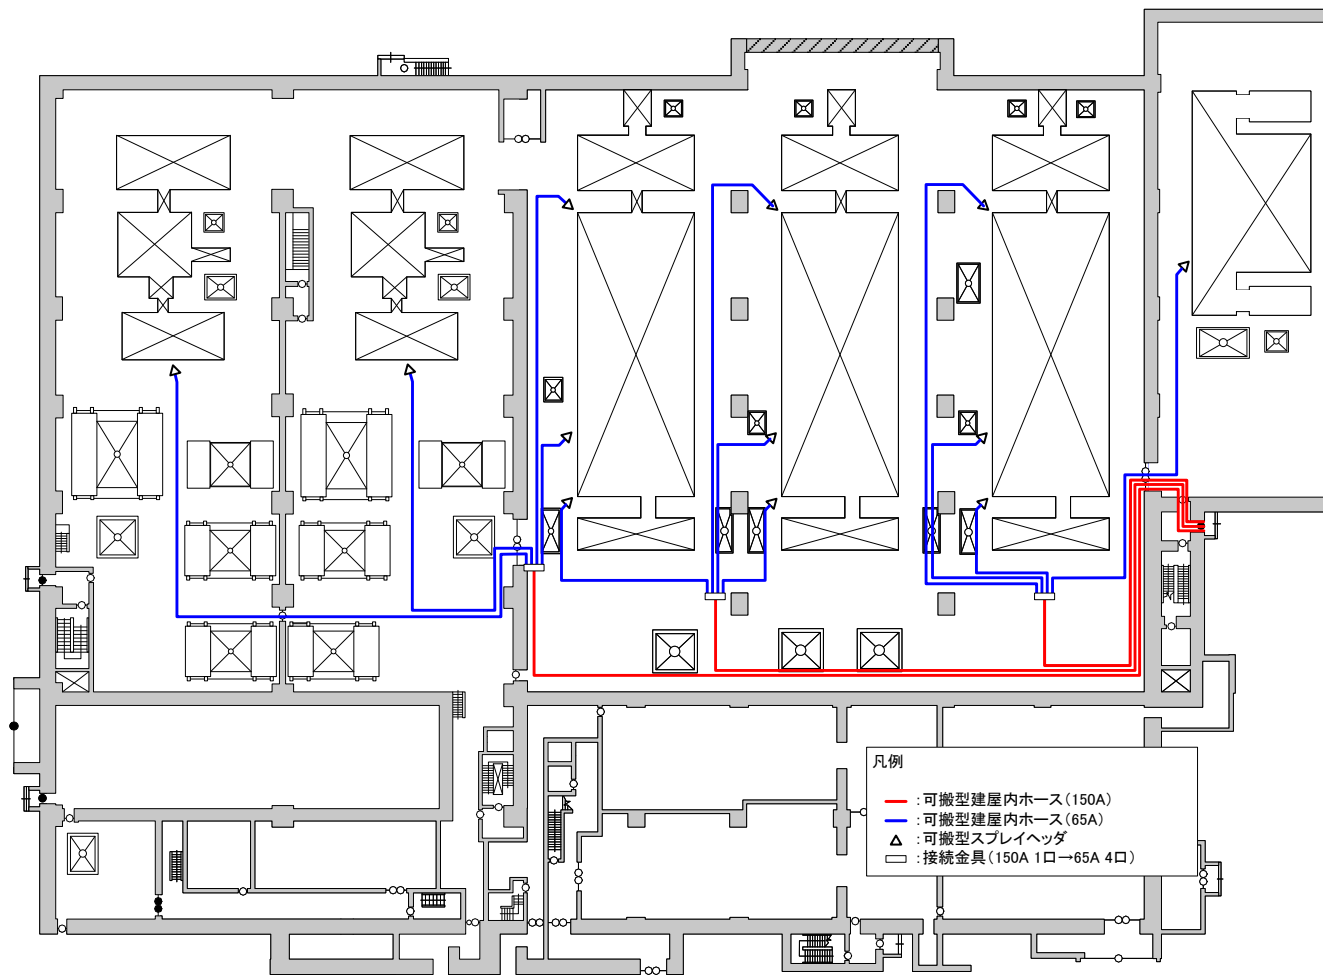 凡例
:可搬型建屋内ホース(150A)
:可搬型建屋内ホース(65A)
:可搬型スプレイヘッダ
:接続金具(150A 1口→65A 4口)